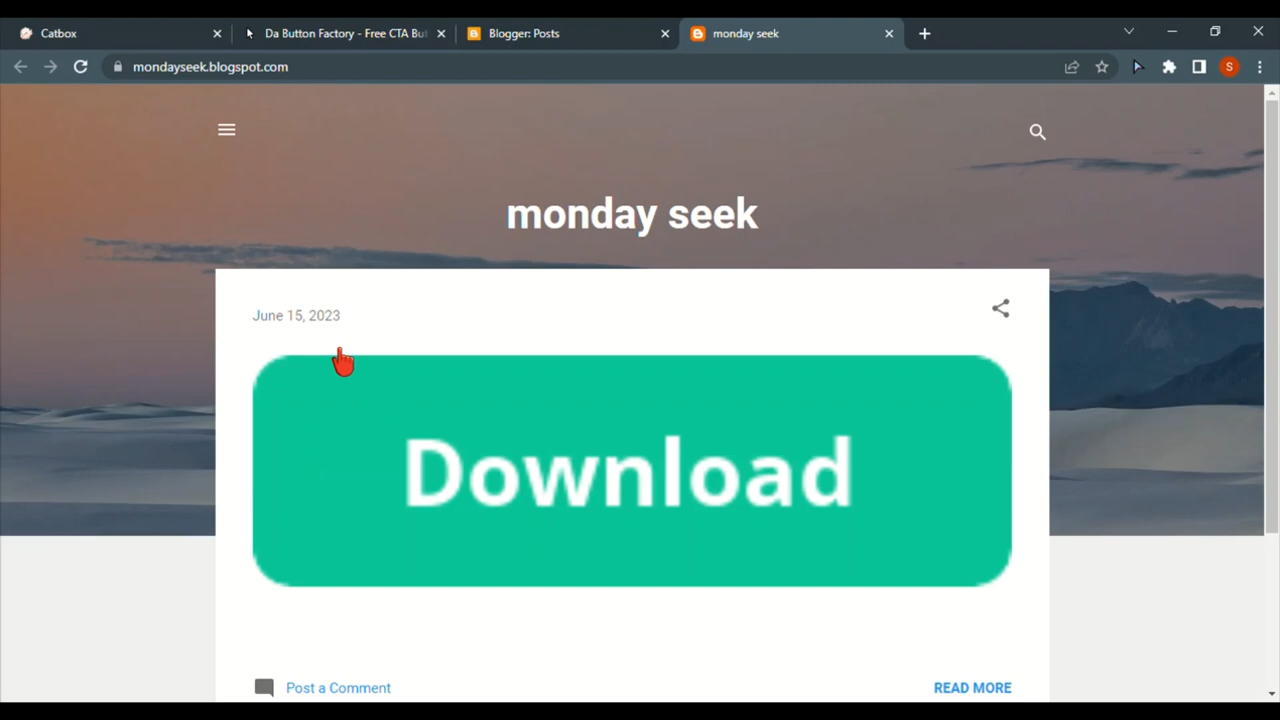 Catbox
Da Button Factory - Free CTA But
Blogger: Posts
monday seek
mondayseek.blogspot.com
S
monday seek
June 15, 2023
Download
Post a Comment
READ MORE